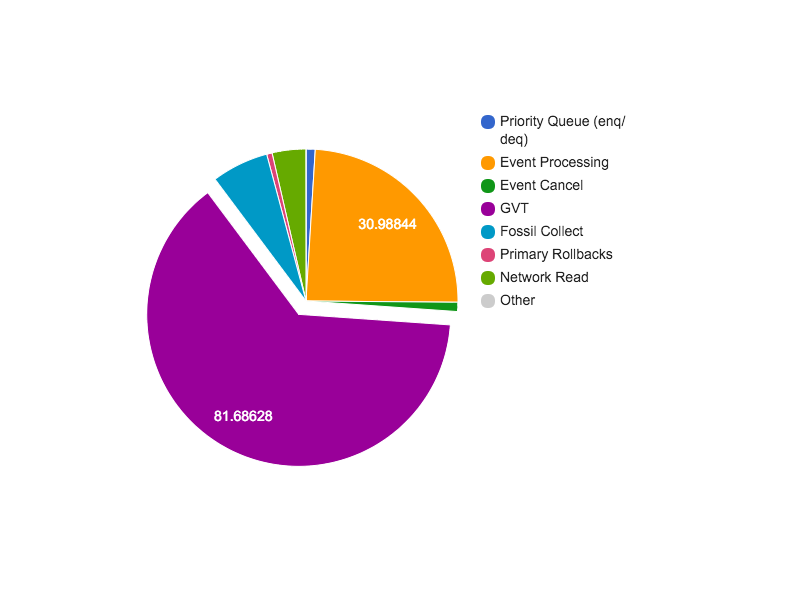 Priority Queue (enq/
deq)
Event Processing
Event Cancel
GVT
Fossil Collect
Primary Rollbacks
Network Read
Other
30.98844
81.68628